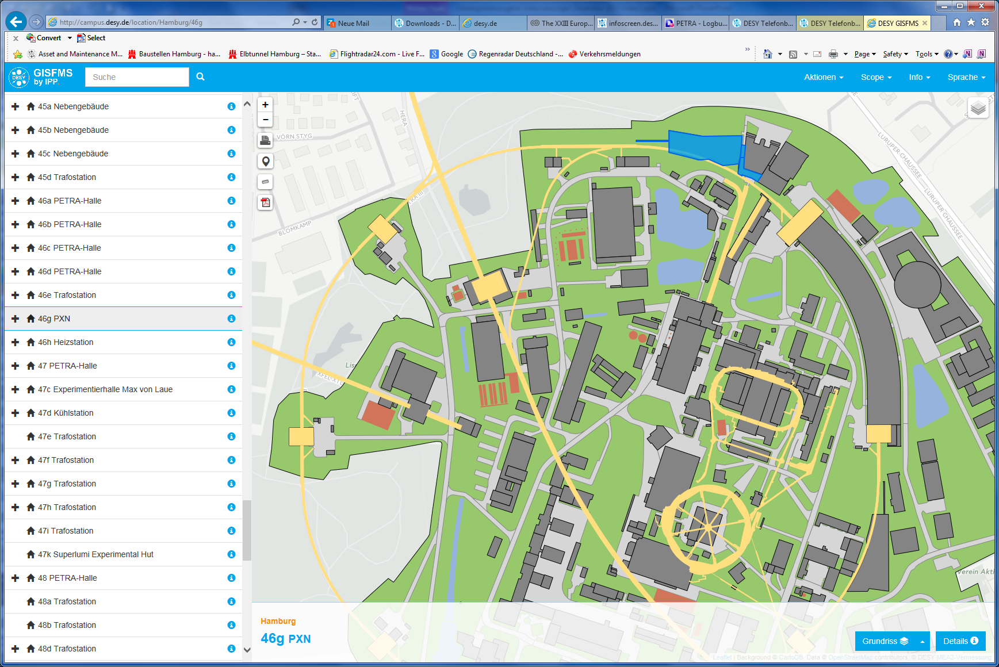 http://campus.desy.de/location/Hamburg/46g
Neue Mail
Downloads - D...
desy.de
The XXIII Europ...
infoscreen.des...
PETRA - Logbu...
DESY Telefonb...
DESY Telefonb...
DESY GISFMS
Convert
Select
Asset and Maintenance M...
Baustellen Hamburg - ha...
Elbtunnel Hamburg – Sta...
Flightradar24.com - Live F...
Google
Regenradar Deutschland -...
Verkehrsmeldungen
Page
Safety
Tools
DESY
GISFMS
by IPP.
Suche
Aktionen
Scope
Info
Sprache
45a Nebengebäude
45b Nebengebäude
45c Nebengebäude
45d Trafostation
46a PETRA-Halle
46b PETRA-Halle
46c PETRA-Halle
46d PETRA-Halle
46e Trafostation
46g PXN
46h Heizstation
47 PETRA-Halle
47c Experimentierhalle Max von Laue
47d Kühlstation
47e Trafostation
47f Trafostation
47g Trafostation
47h Trafostation
47i Trafostation
47k Superlumi Experimental Hut
48 PETRA-Halle
48a Trafostation
48b Trafostation
48d Trafostation
VÖRN STYG
HERA
BLOMKAMP
LURUPER CHAUSSEE
LURUPER CHAUSSEE
Verein Akti
Hamburg
46g PXN
Grundriss
Details
Leaflet | Background © CartoDB, Data © OpenStreetMap contributors, © DESY MEA2-Vermessung